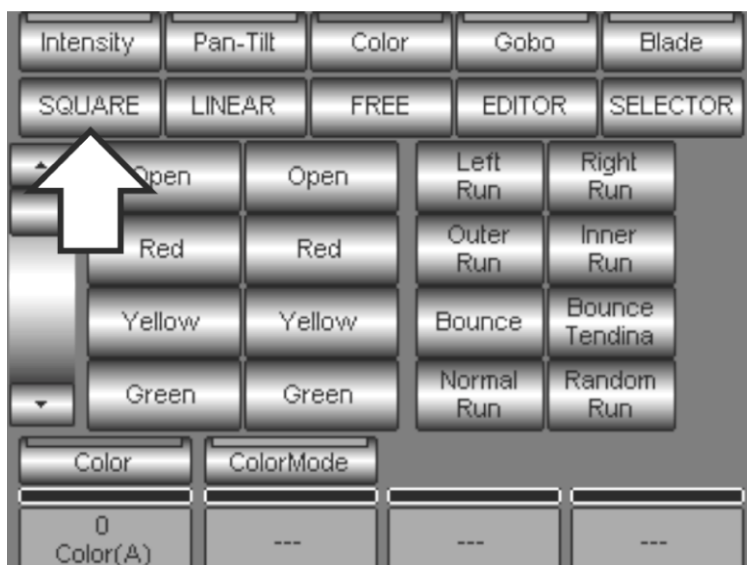 Intensity Pan-Tilt Color Gobo Blade
SQUARE LINEAR FREE EDITOR SELECTOR
Open Open Left Run Right Run
Red Red Outer Run Inner Run
Yellow Yellow Bounce Bounce Tendina
Green Green Normal Run Random Run
Color ColorMode
0 --- --- ---
Color(A)